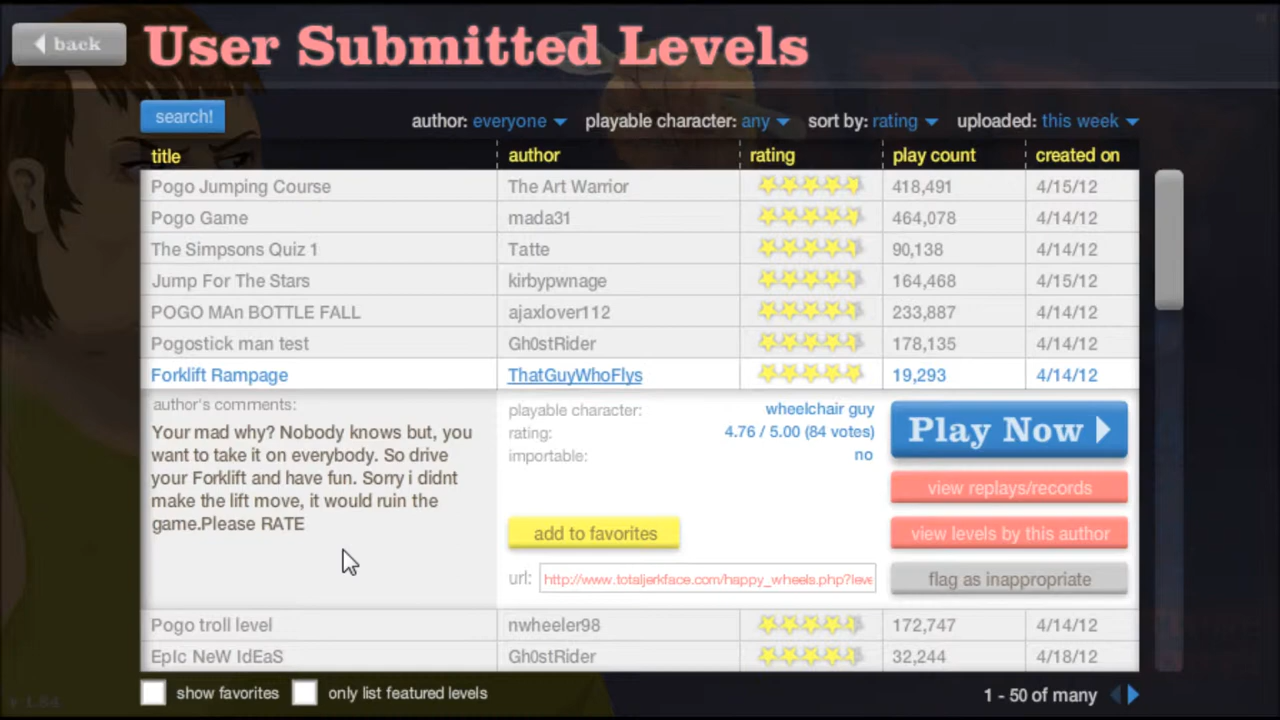 back
User Submitted Levels
search!
author: everyone playable character: any sort by: rating uploaded: this week
title author rating play count created on
Pogo Jumping Course The Art Warrior 418,491 4/15/12
Pogo Game mada31 464,078 4/14/12
The Simpsons Quiz 1 Tatte 90,138 4/14/12
Jump For The Stars kirbypwnage 164,468 4/15/12
POGO MAn BOTTLE FALL ajaxlover112 233,887 4/14/12
Pogostick man test Gh0stRider 178,135 4/14/12
Forklift Rampage ThatGuyWhoFlys 19,293 4/14/12
author's comments:
Your mad why? Nobody knows but, you
want to take it on everybody. So drive
your Forklift and have fun. Sorry i didnt
make the lift move, it would ruin the
game.Please RATE
playable character: wheelchair guy
rating: 4.76 / 5.00 (84 votes)
importable: no
add to favorites
url: http://www.totaljerkface.com/happy_wheels.php?leve
Play Now
view replays/records
view levels by this author
flag as inappropriate
Pogo troll level nwheeler98 172,747 4/14/12
EpIc NeW IdEaS Gh0stRider 32,244 4/18/12
show favorites only list featured levels 1 - 50 of many
v 1.84